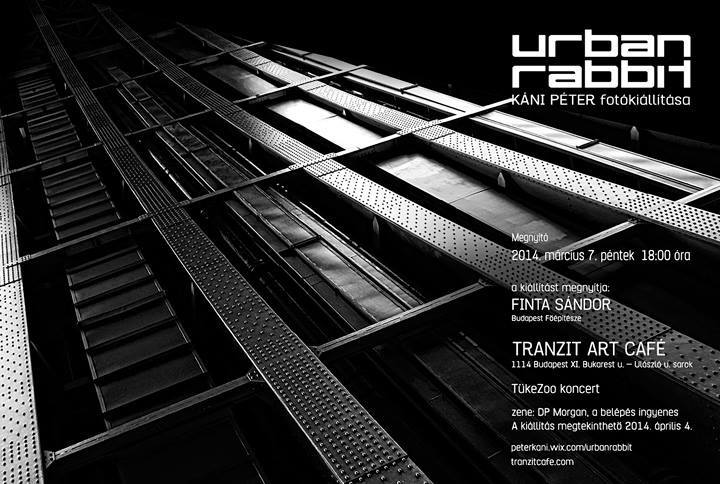 urban
rabbit
KÁNI PÉTER fotókiállítása
Megnyitó
2014. március 7. péntek 18:00 óra
a kiállítást megnyitja:
FINTA SÁNDOR
Budapest Főépítésze
TRANZIT ART CAFÉ
1114 Budapest XI. Bukarest u. – Ulászló u. sarok
TükeZoo koncert
zene: DP Morgan, a belépés ingyenes
A kiállítás megtekinthető 2014. április 4.
peterkani.wix.com/urbanrabbit
tranzitcafe.com